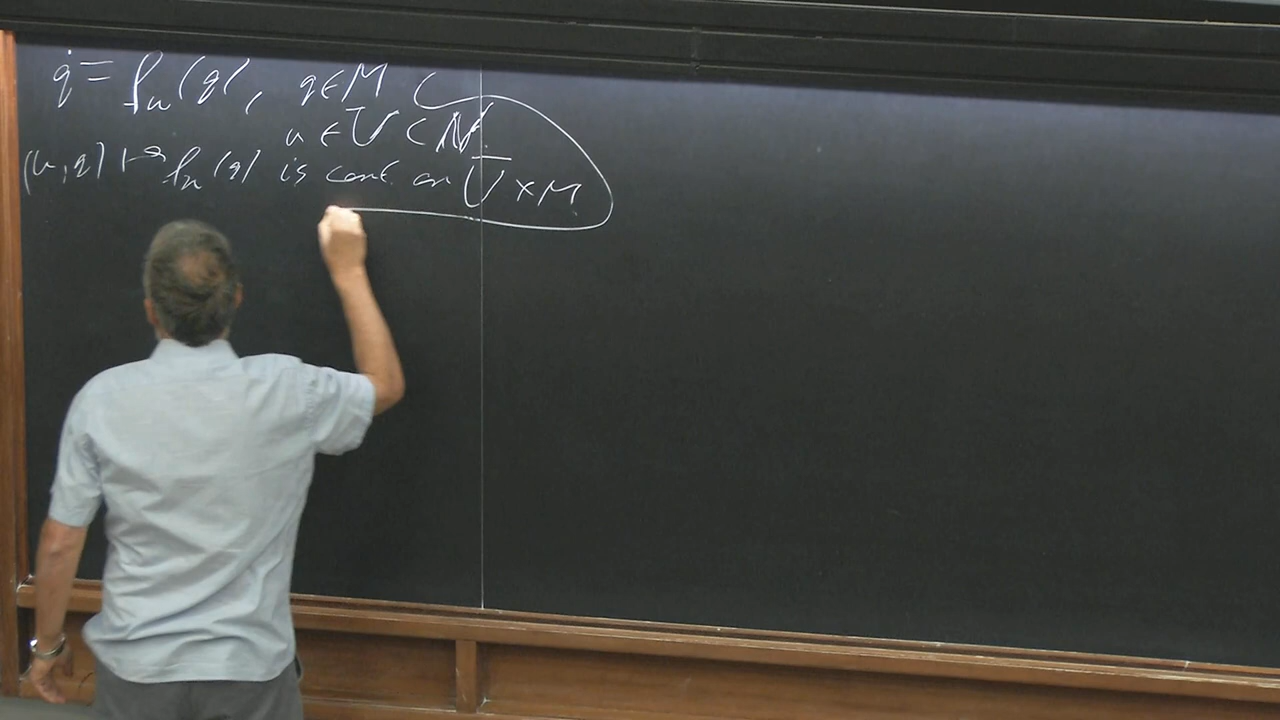 q̇ = f_u(q), q ∈ M
u ∈ U ⊂ N
(u, q) ↦ f_u(q) is cont on U̅ × M